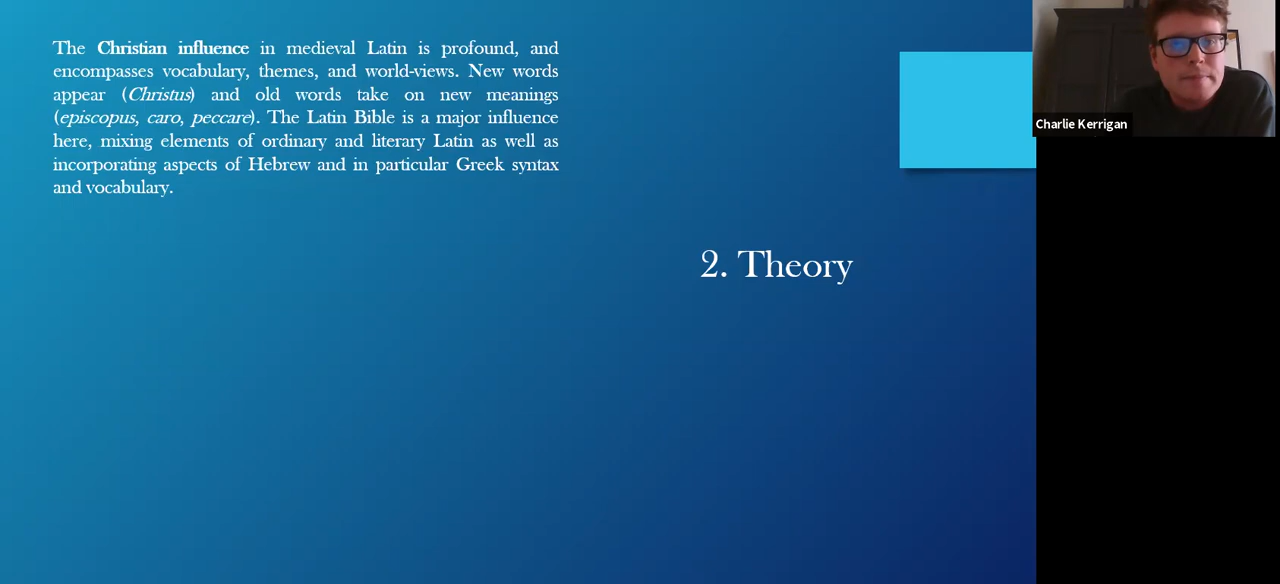 The Christian influence in medieval Latin is profound, and
encompasses vocabulary, themes, and world-views. New words
appear (Christus) and old words take on new meanings
(episcopus, caro, peccare). The Latin Bible is a major influence
here, mixing elements of ordinary and literary Latin as well as
incorporating aspects of Hebrew and in particular Greek syntax
and vocabulary.
2. Theory
Charlie Kerrigan